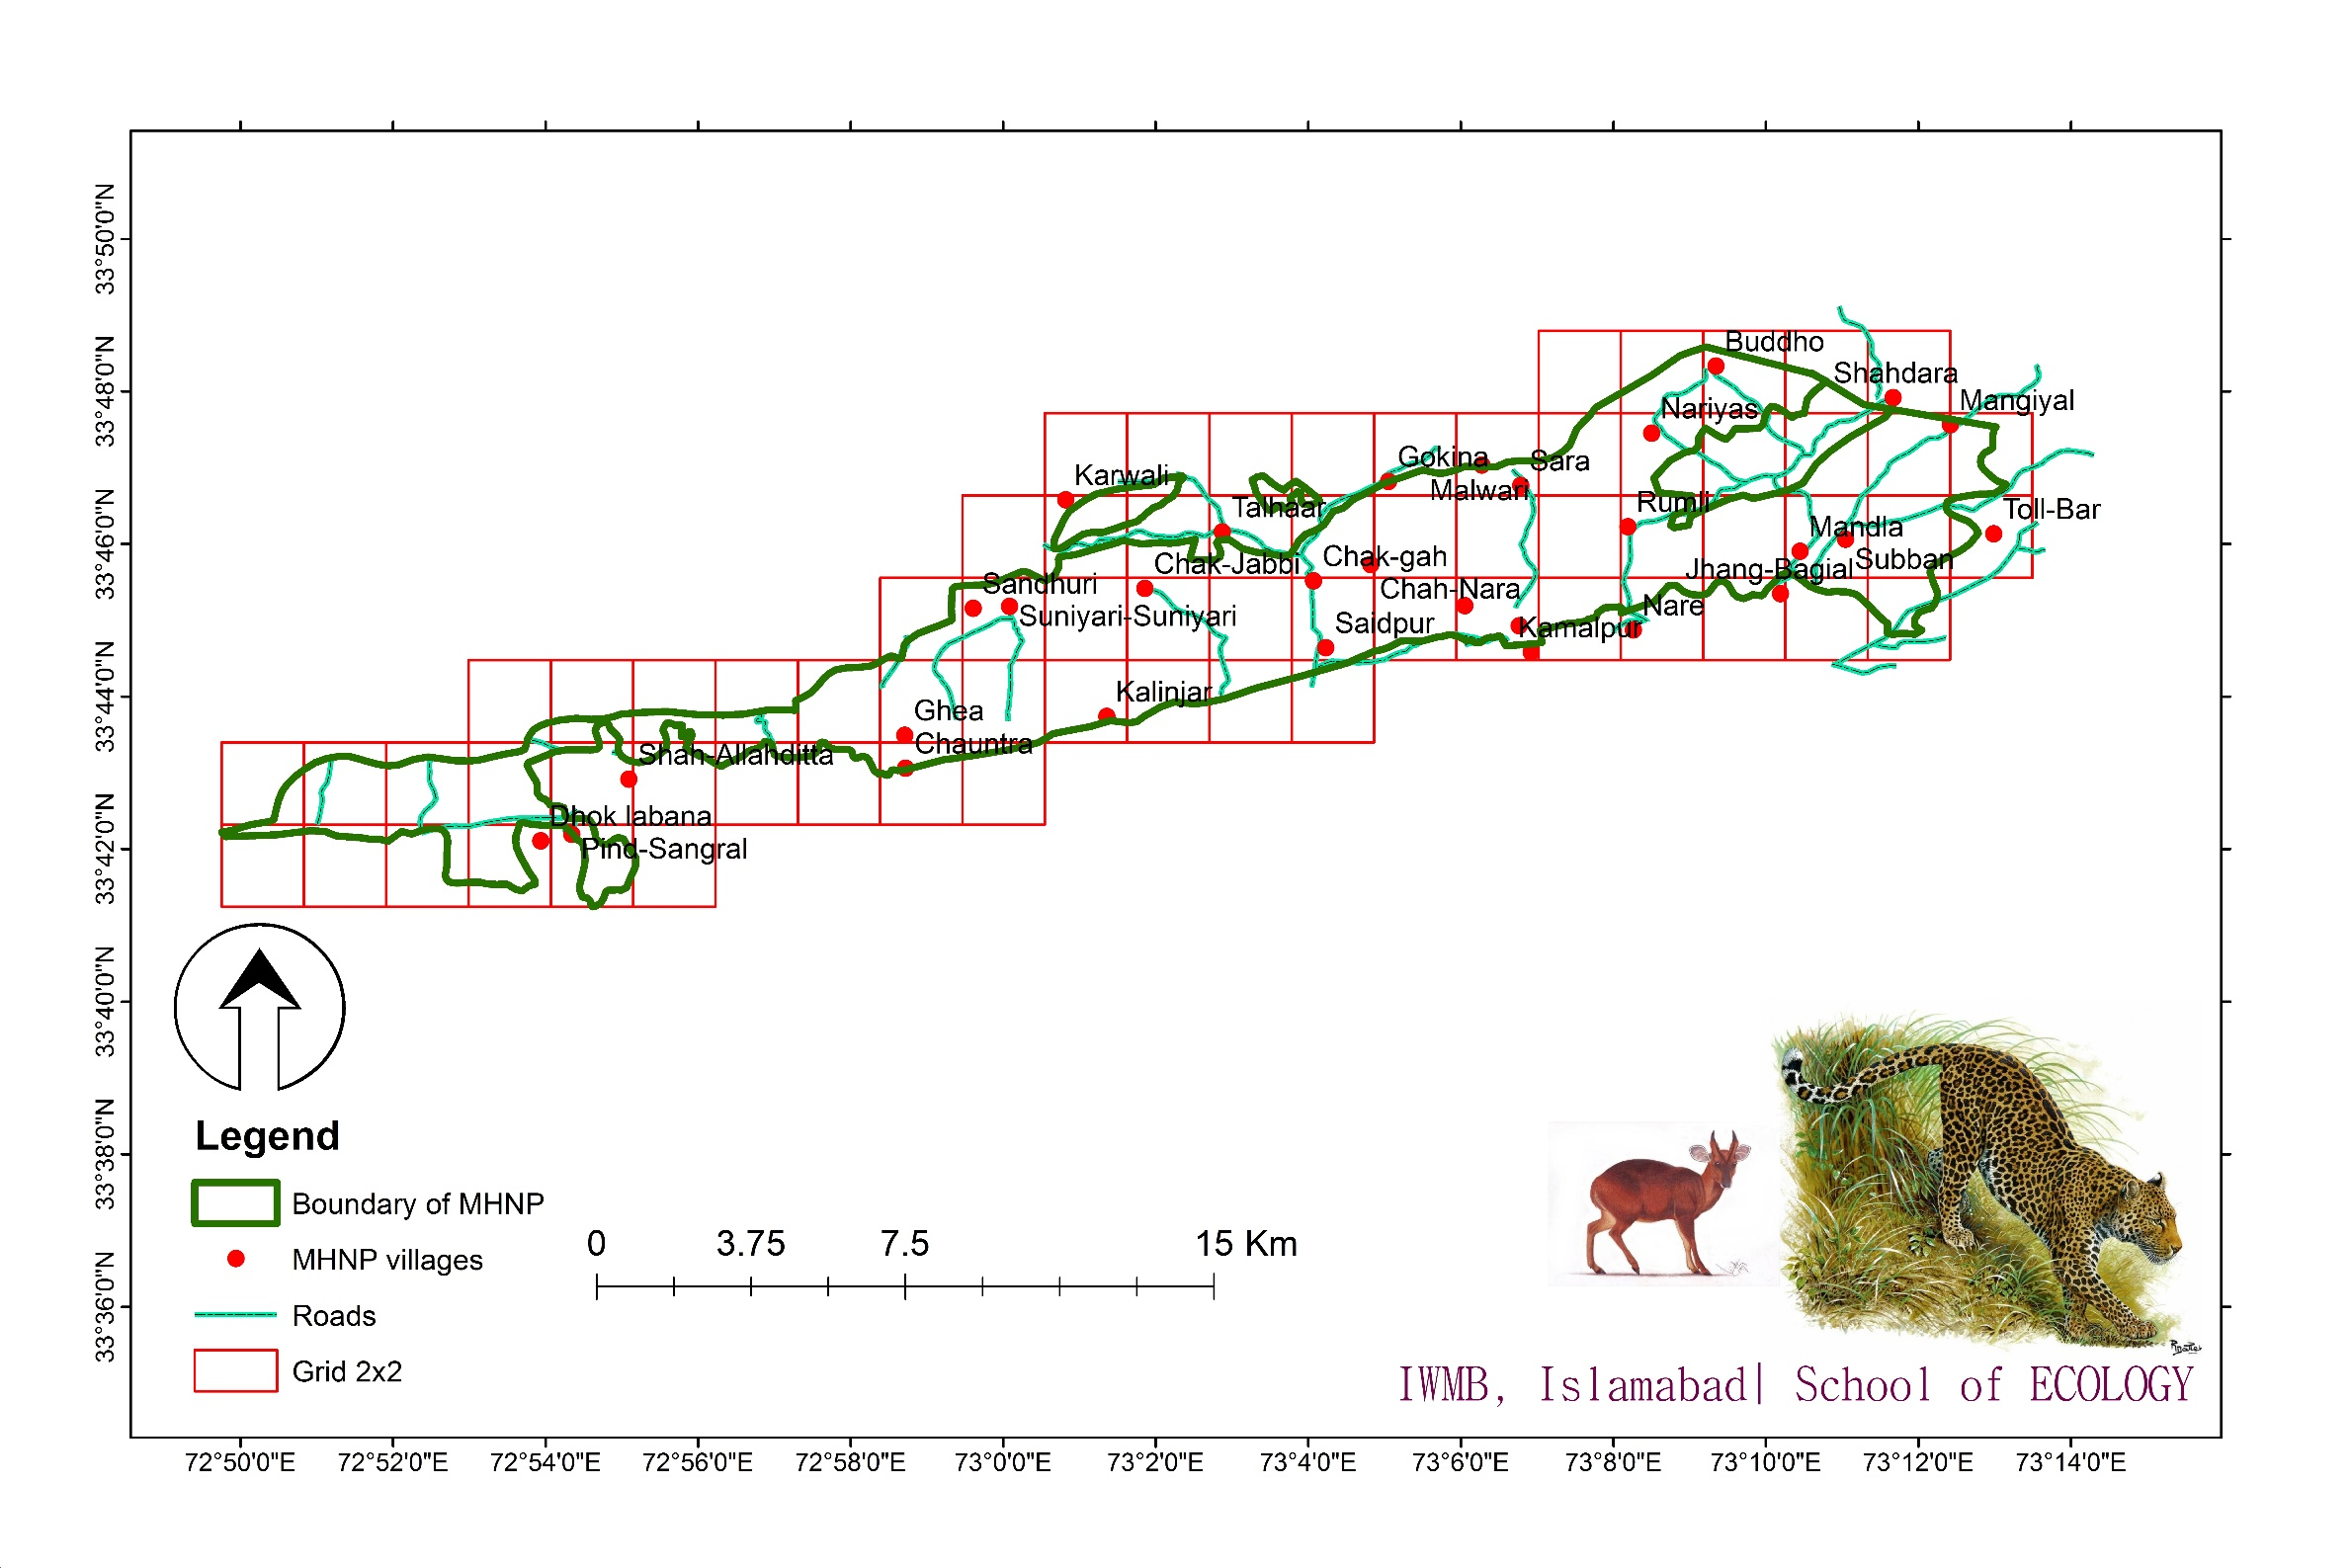 33°50'0"N
33°48'0"N
33°46'0"N
33°44'0"N
33°42'0"N
33°40'0"N
33°38'0"N
33°36'0"N
Buddho
Shahdara
Mangiyal
Nariyas
Gokina
Sara
Karwali
Malwari
Rumli
Talhaar
Toll-Bar
Mandla
Chak-gah
Subban
Chak-Jabbi
Jhang-Bagial
Sandhuri
Chah-Nara
Nare
Suniyari-Suniyari
Saidpur
Kamalpur
Kalinjar
Ghea
Chauntra
Shah-Allahditta
Dhok labana
Pind-Sangral
Legend
Boundary of MHNP
MHNP villages
Roads
Grid 2x2
0 3.75 7.5 15 Km
IWMB, Islamabad| School of ECOLOGY
72°50'0"E 72°52'0"E 72°54'0"E 72°56'0"E 72°58'0"E 73°0'0"E 73°2'0"E 73°4'0"E 73°6'0"E 73°8'0"E 73°10'0"E 73°12'0"E 73°14'0"E